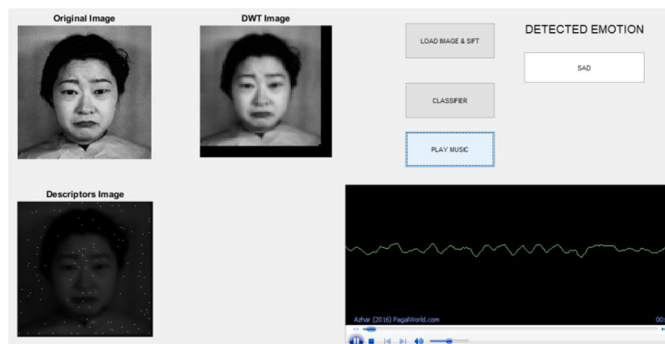 Original Image
DWT Image
LOAD IMAGE & SIFT
DETECTED EMOTION
SAD
CLASSIFIER
PLAY MUSIC
Descriptors Image
Azhar (2016) PagalWorld.com
00: